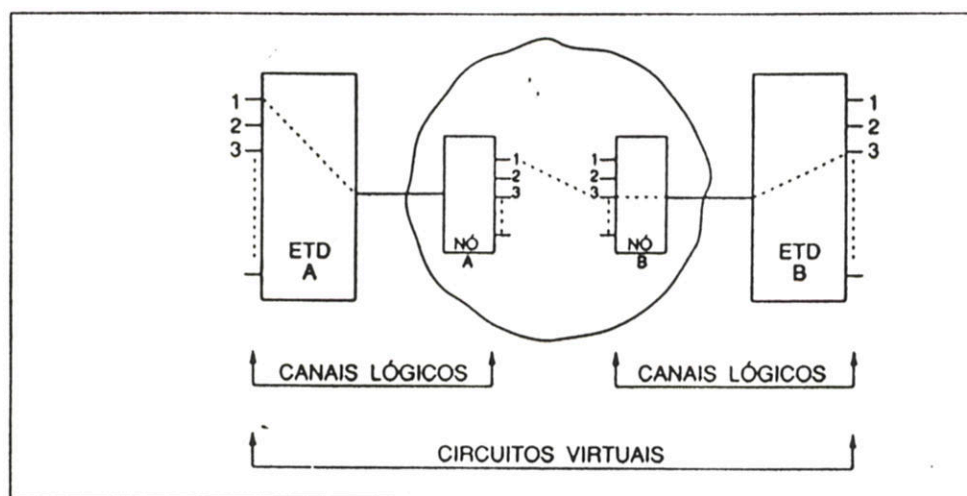 1
2
3
ETD
A
1
2
3
NÓ
A
1
2
3
NÓ
B
1
2
3
ETD
B
CANAIS LÓGICOS
CANAIS LÓGICOS
CIRCUITOS VIRTUAIS